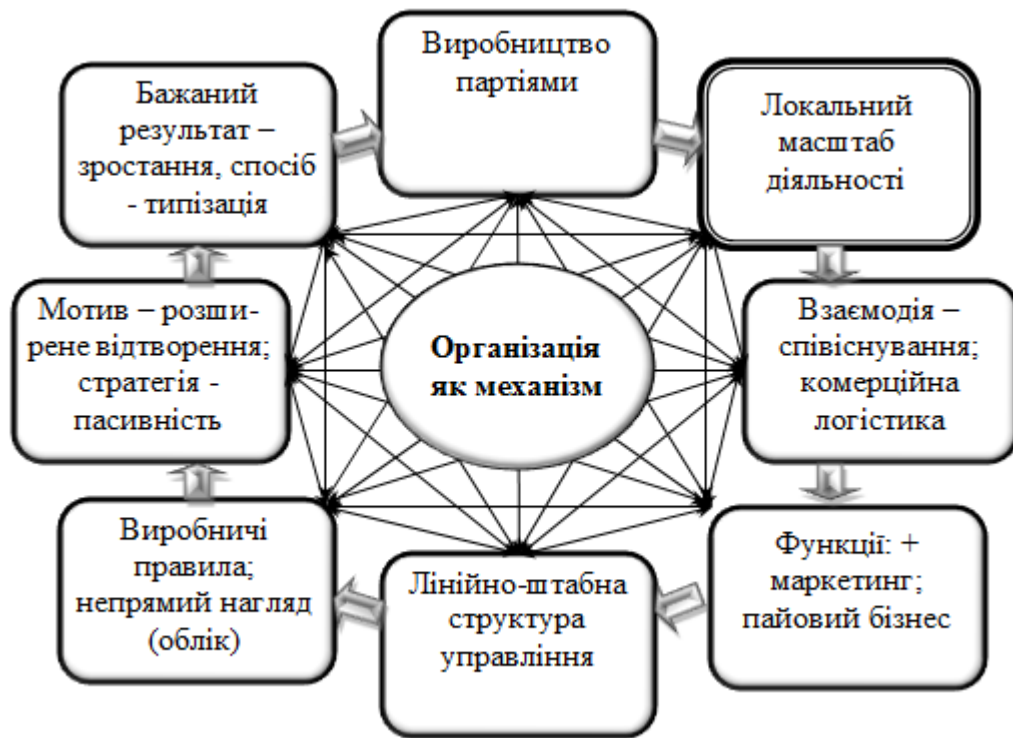 Виробництво
партіями
Локальний
масштаб
діяльності
Взаємодія –
співіснування;
комерційна
логістика
Функції: +
маркетинг;
пайовий бізнес
Лінійно-штабна
структура
управління
Виробничі
правила;
непрямий нагляд
(облік)
Мотив – розши-
рене відтворення;
стратегія -
пасивність
Бажаний
результат –
зростання, спосіб
- типізація
Організація
як механізм